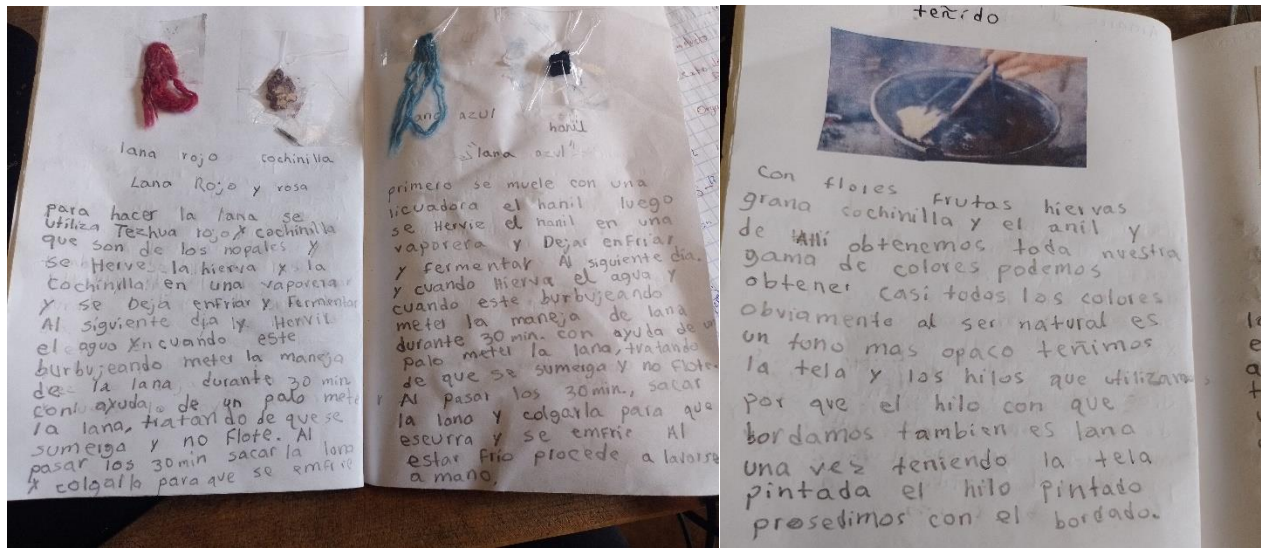 lana rojo cochinilla
Lana Rojo y rosa
para hacer la lana se
utiliza Tezhua rojo y cochinilla
que son de los nopales y
se Herve la hierva y la
cochinilla en una vaporera
y se Deja enfriar y Fermentar
Al siguiente dia y Hervir
el agua y cuando este
burbujeando meter la maneja
de la lana durante 30 min
con ayuda de un palo mete
la lana, tratando de que se
sumerga y no Flote. Al
pasar los 30min sacar la lana
y colgarla para que se emfrie
lana azul
hanil
"lana azul"
primero se muele con una
licuadora el hanil luego
se Hervie el hanil en una
vaporera y Dejar enfriar
y fermentar Al siguiente dia.
y cuando Hierva el agua y
cuando este burbujeando
meter la maneja de lana
durante 30 min. con ayuda de un
palo meter la lana, tratando
de que se sumerga y no flote.
Al pasar los 30min., sacar
la lana y colgarla para que
escurra y se emfrie Al
estar frio procede a lavarse
a mano.
teñido
con flores frutas hiervas
grana cochinilla y el anil y
de Alli obtenemos toda nuestra
gama de colores podemos
obtener casi todos los colores
obviamente al ser natural es
un tono mas opaco teñimos
la tela y los hilos que utilizamos
por que el hilo con que
bordamos tambien es lana
una vez teniendo la tela
pintada el hilo pintado
prosedimos con el bordado.